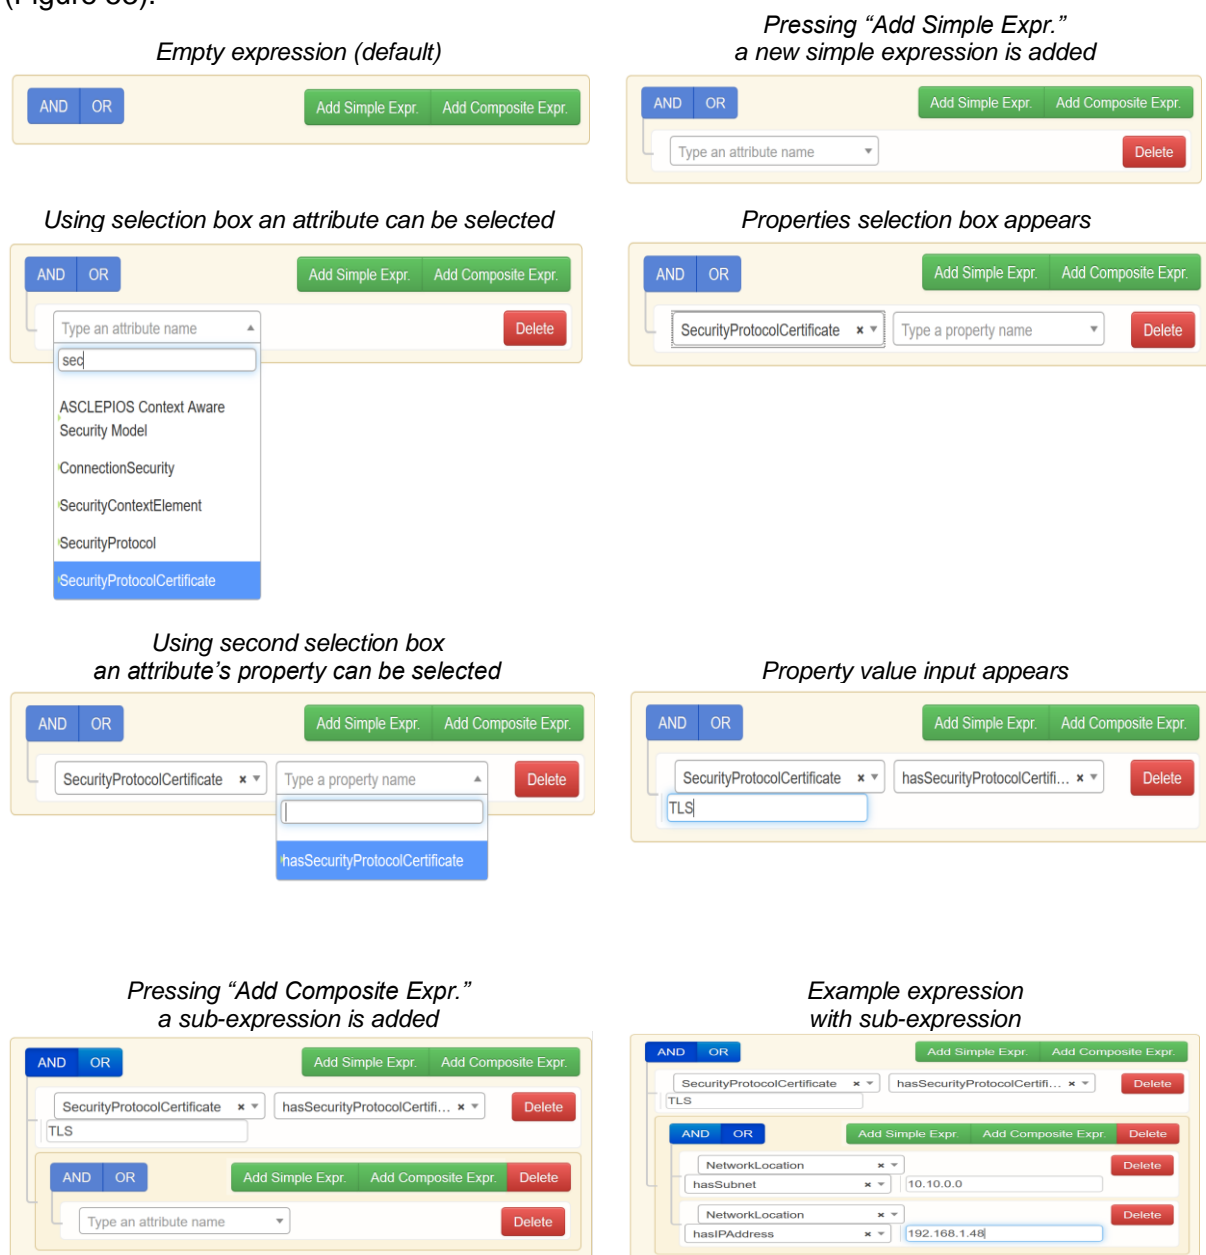 Empty expression (default)
AND OR Add Simple Expr. Add Composite Expr.
Pressing “Add Simple Expr.”
a new simple expression is added
AND OR Add Simple Expr. Add Composite Expr.
Type an attribute name Delete
Using selection box an attribute can be selected
AND OR Add Simple Expr. Add Composite Expr.
Type an attribute name Delete
sec
ASCLEPIOS Context Aware
Security Model
ConnectionSecurity
SecurityContextElement
SecurityProtocol
SecurityProtocolCertificate
Properties selection box appears
AND OR Add Simple Expr. Add Composite Expr.
SecurityProtocolCertificate × Type a property name Delete
Using second selection box
an attribute’s property can be selected
AND OR Add Simple Expr. Add Composite Expr.
SecurityProtocolCertificate × Type a property name Delete
hasSecurityProtocolCertificate
Property value input appears
AND OR Add Simple Expr. Add Composite Expr.
SecurityProtocolCertificate × hasSecurityProtocolCertifi... × Delete
TLS
Pressing “Add Composite Expr.”
a sub-expression is added
AND OR Add Simple Expr. Add Composite Expr.
SecurityProtocolCertificate × hasSecurityProtocolCertifi... × Delete
TLS
AND OR Add Simple Expr. Add Composite Expr. Delete
Type an attribute name Delete
Example expression
with sub-expression
AND OR Add Simple Expr. Add Composite Expr.
SecurityProtocolCertificate × hasSecurityProtocolCertifi... × Delete
TLS
AND OR Add Simple Expr. Add Composite Expr. Delete
NetworkLocation × Delete
hasSubnet × 10.10.0.0
NetworkLocation × Delete
hasIPAddress × 192.168.1.48